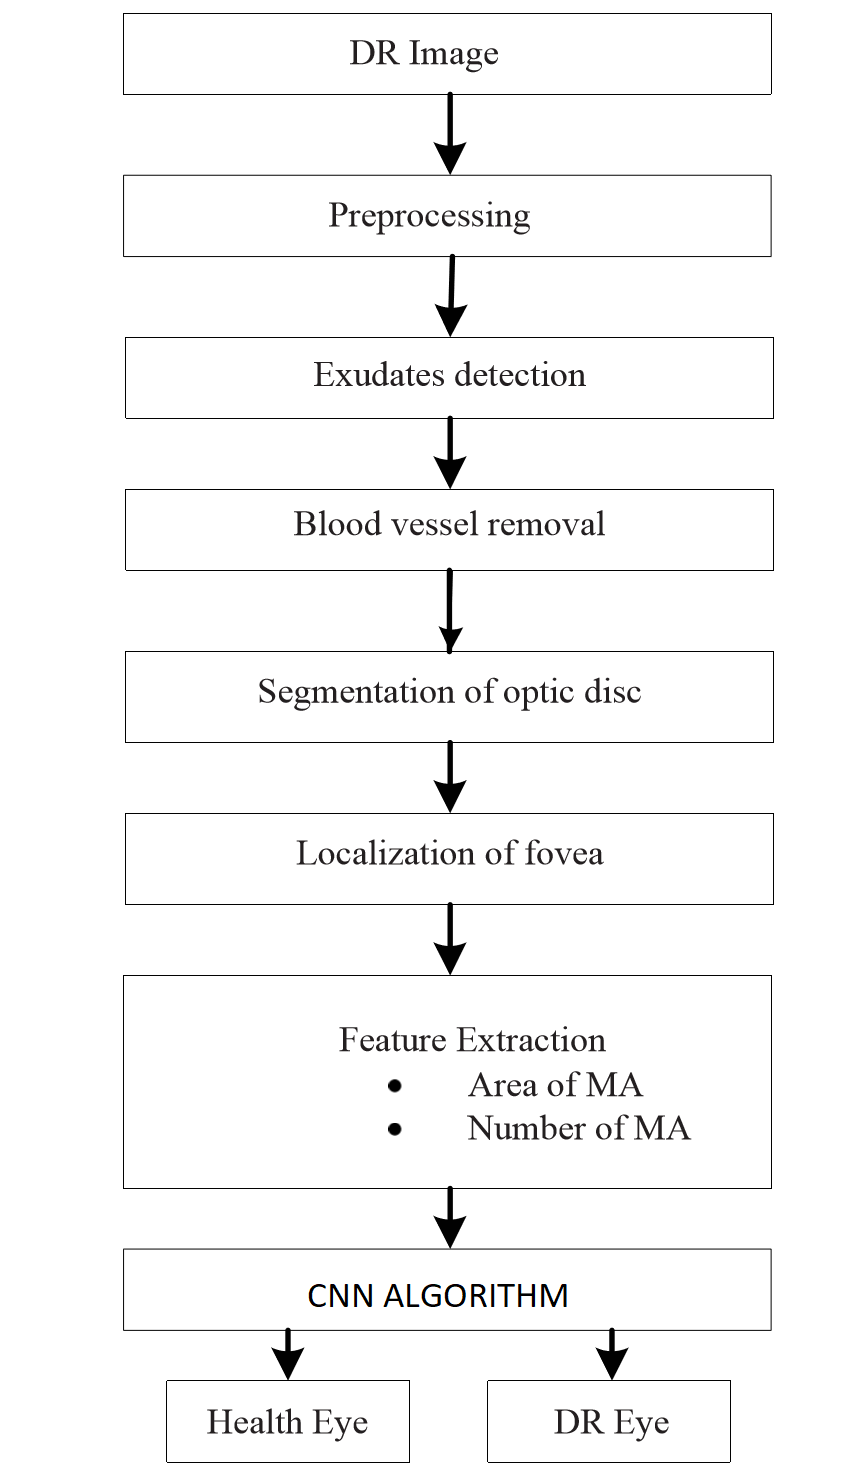 DR Image
Preprocessing
Exudates detection
Blood vessel removal
Segmentation of optic disc
Localization of fovea
Feature Extraction
• Area of MA
• Number of MA
CNN ALGORITHM
Health Eye
DR Eye